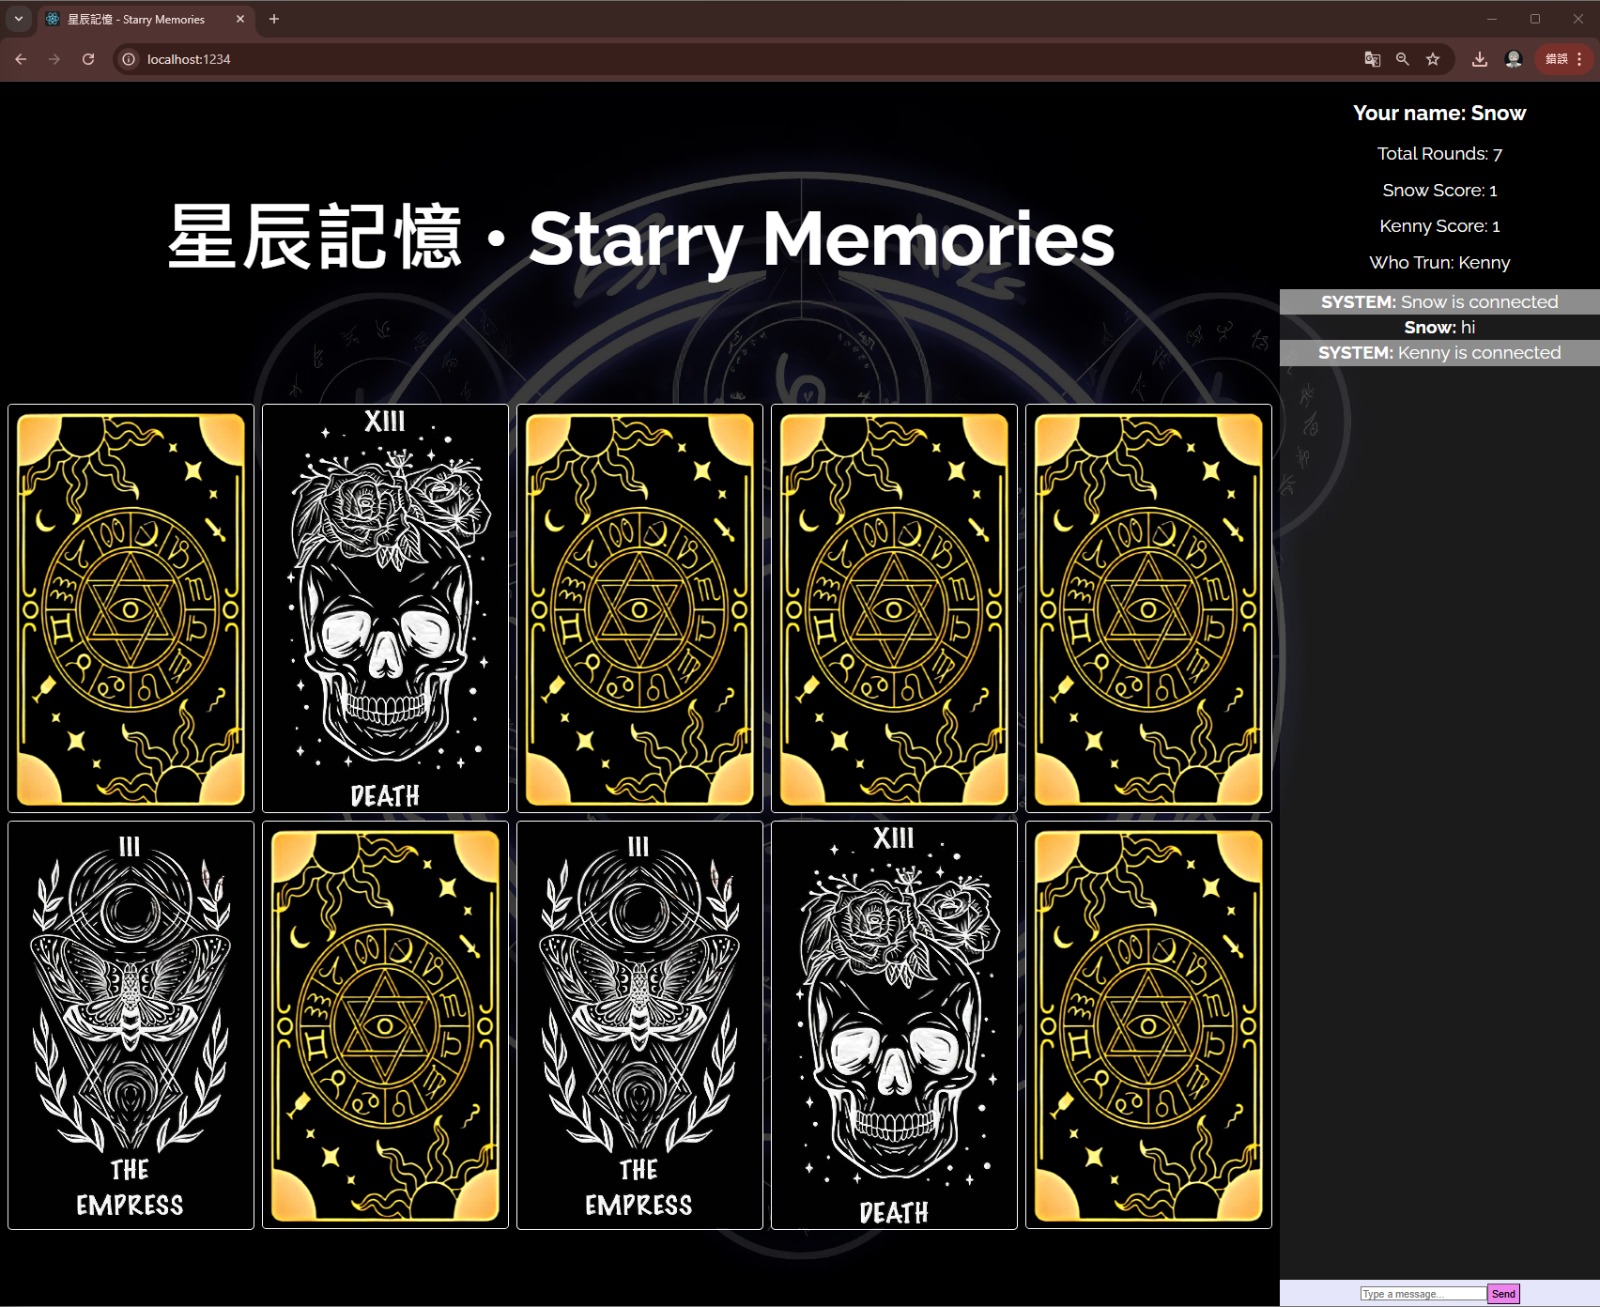 星辰記憶 - Starry Memories
localhost:1234
錯誤
星辰記憶・Starry Memories
Your name: Snow
Total Rounds: 7
Snow Score: 1
Kenny Score: 1
Who Trun: Kenny
SYSTEM: Snow is connected
Snow: hi
SYSTEM: Kenny is connected
XIII
DEATH
III
THE
EMPRESS
III
THE
EMPRESS
XIII
DEATH
Type a message...
Send